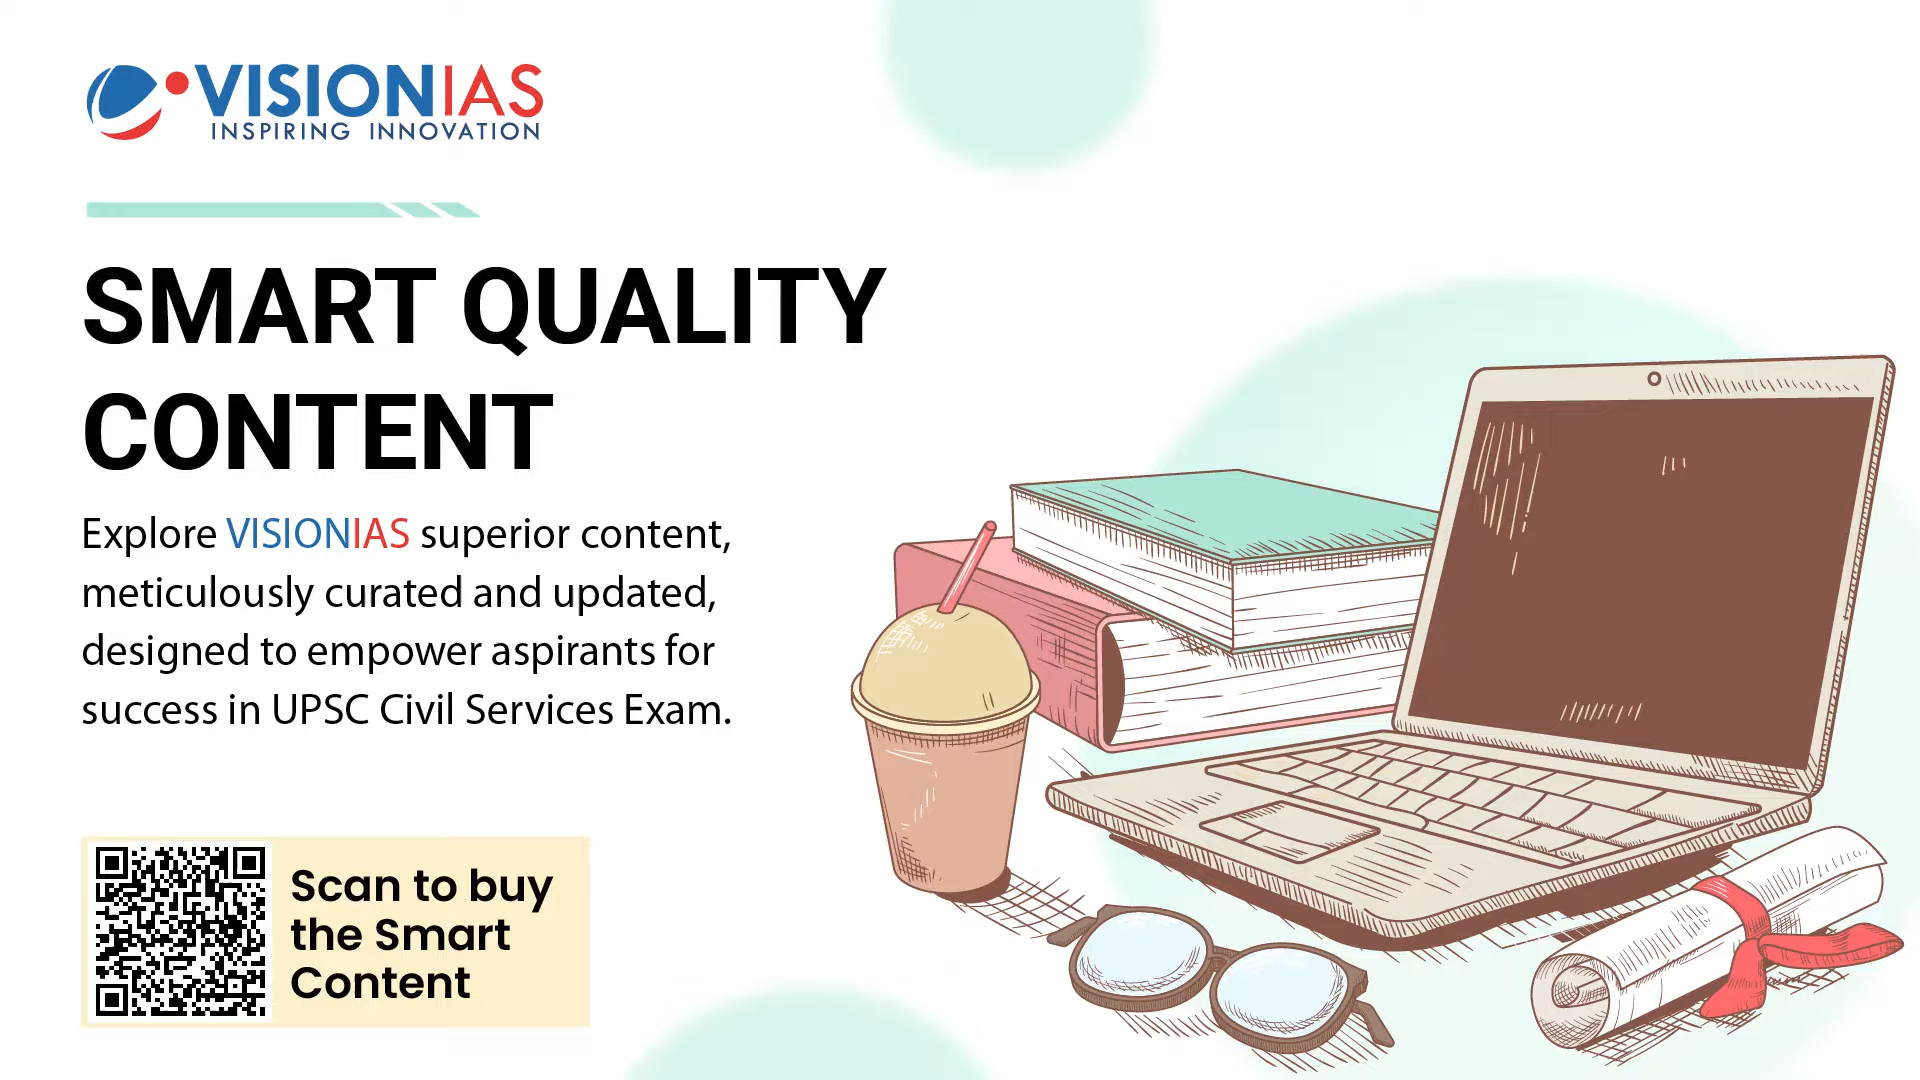 VISIONIAS
INSPIRING INNOVATION
SMART QUALITY
CONTENT
Explore VISIONIAS superior content,
meticulously curated and updated,
designed to empower aspirants for
success in UPSC Civil Services Exam.
Scan to buy
the Smart
Content